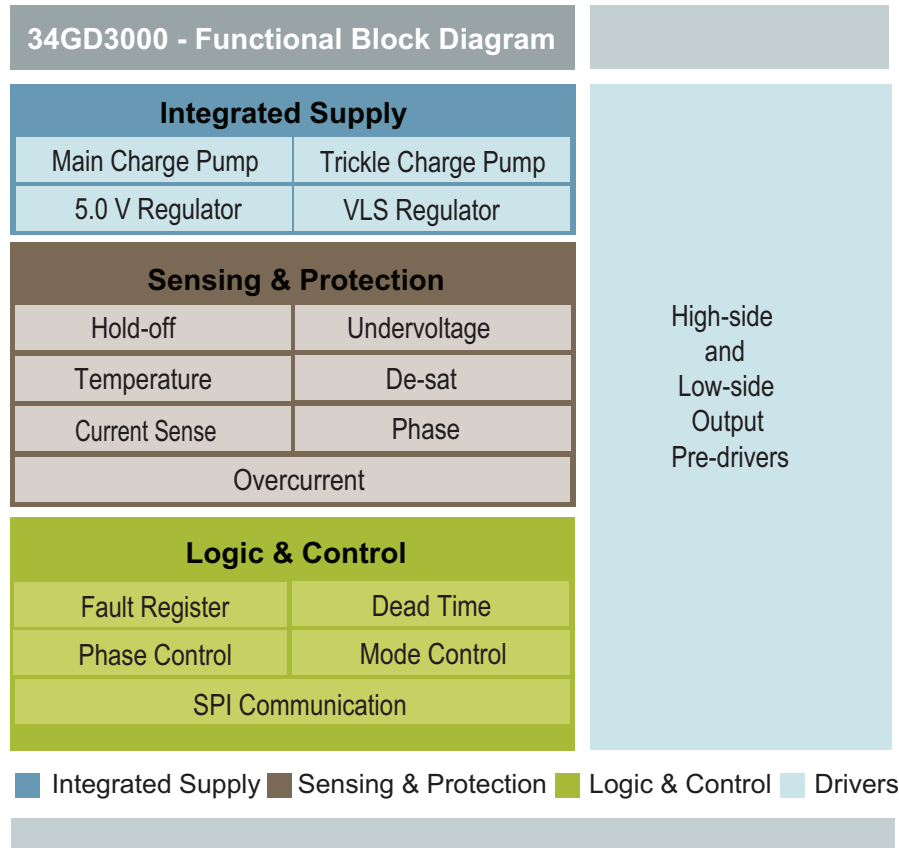 34GD3000 - Functional Block Diagram
Integrated Supply
Main Charge Pump
Trickle Charge Pump
5.0 V Regulator
VLS Regulator
Sensing & Protection
Hold-off
Undervoltage
Temperature
De-sat
Current Sense
Phase
Overcurrent
Logic & Control
Fault Register
Dead Time
Phase Control
Mode Control
SPI Communication
High-side
and
Low-side
Output
Pre-drivers
Integrated Supply
Sensing & Protection
Logic & Control
Drivers